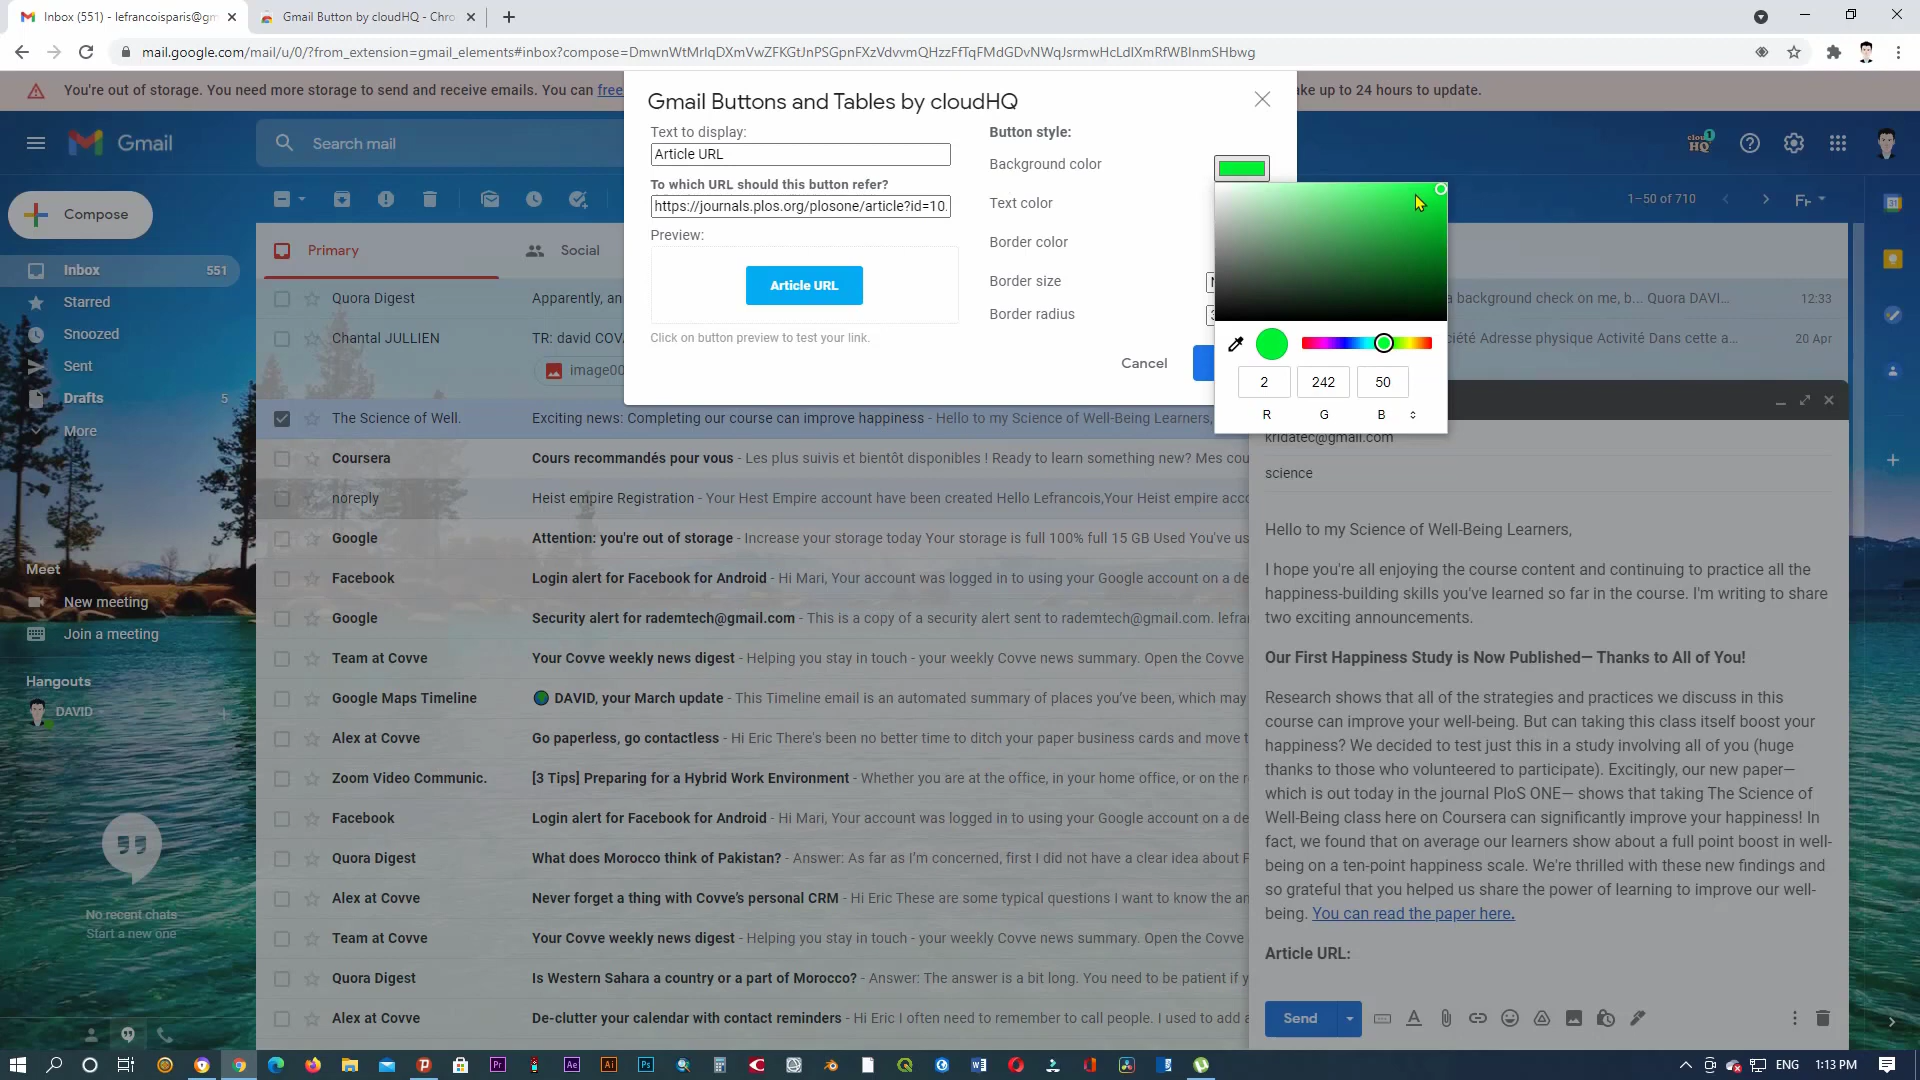 Inbox (551) - lefrancoisparis@gm
Gmail Button by cloudHQ - Chro
mail.google.com/mail/u/0/?from_extension=gmail_elements#inbox?compose=DmwnWtMrlqDXmVwZFKGtJnPSGpnFXzVdvvmQHzzFfTqFMdGDvNWqJsrmwHcLdlXmRfWBlnmSHbwg
You're out of storage. You need more storage to send and receive emails. You can free
ke up to 24 hours to update.
Gmail Buttons and Tables by cloudHQ
Text to display:
Article URL
To which URL should this button refer?
https://journals.plos.org/plosone/article?id=10.
Preview:
Article URL
Click on button preview to test your link.
Button style:
Background color
Text color
Border color
Border size
Border radius
Cancel
2 242 50
R G B
Gmail
Search mail
cloud HQ 1
Compose
1–50 of 710
Inbox 551
Starred
Snoozed
Sent
Drafts 5
More
Meet
New meeting
Join a meeting
Hangouts
DAVID
No recent chats
Start a new one
Primary
Social
Quora Digest Apparently, an a background check on me, b... Quora DAVI... 12:33
Chantal JULLIEN TR: david COV ciété Adresse physique Activité Dans cette a... 20 Apr
image00
The Science of Well. Exciting news: Completing our course can improve happiness - Hello to my Science of Well-Being Learners,
Coursera Cours recommandés pour vous - Les plus suivis et bientôt disponibles ! Ready to learn something new? Mes cou
noreply Heist empire Registration - Your Hest Empire account have been created Hello Lefrancois,Your Heist empire acco
Google Attention: you're out of storage - Increase your storage today Your storage is full 100% full 15 GB Used You've us
Facebook Login alert for Facebook for Android - Hi Mari, Your account was logged in to using your Google account on a de
Google Security alert for rademtech@gmail.com - This is a copy of a security alert sent to rademtech@gmail.com. lefra
Team at Covve Your Covve weekly news digest - Helping you stay in touch - your weekly Covve news summary. Open the Covve
Google Maps Timeline DAVID, your March update - This Timeline email is an automated summary of places you've been, which may
Alex at Covve Go paperless, go contactless - Hi Eric There's been no better time to ditch your paper business cards and move t
Zoom Video Communic. [3 Tips] Preparing for a Hybrid Work Environment - Whether you are at the office, in your home office, or on the r
Facebook Login alert for Facebook for Android - Hi Mari, Your account was logged in to using your Google account on a de
Quora Digest What does Morocco think of Pakistan? - Answer: As far as I'm concerned, first I did not have a clear idea about P
Alex at Covve Never forget a thing with Covve's personal CRM - Hi Eric These are some typical questions I want to know the an
Team at Covve Your Covve weekly news digest - Helping you stay in touch - your weekly Covve news summary. Open the Covve
Quora Digest Is Western Sahara a country or a part of Morocco? - Answer: The answer is a bit long. You need to be patient if y
Alex at Covve De-clutter your calendar with contact reminders - Hi Eric I often need to remember to call people. I used to add a
kridatec@gmail.com
science
Hello to my Science of Well-Being Learners,
I hope you're all enjoying the course content and continuing to practice all the
happiness-building skills you've learned so far in the course. I'm writing to share
two exciting announcements.
Our First Happiness Study is Now Published— Thanks to All of You!
Research shows that all of the strategies and practices we discuss in this
course can improve your well-being. But can taking this class itself boost your
happiness? We decided to test just this in a study involving all of you (huge
thanks to those who volunteered to participate). Excitingly, our new paper—
which is out today in the journal PloS ONE— shows that taking The Science of
Well-Being class here on Coursera can significantly improve your happiness! In
fact, we found that on average our learners show about a full point boost in well-
being on a ten-point happiness scale. We're thrilled with these new findings and
so grateful that you helped us share the power of learning to improve our well-
being. You can read the paper here.
Article URL:
Send
ENG 1:13 PM